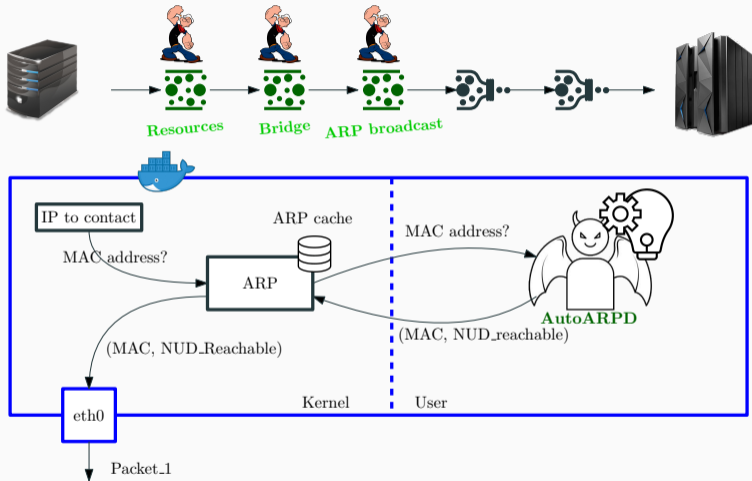 Resources
Bridge
ARP broadcast
IP to contact
ARP cache
MAC address?
MAC address?
ARP
AutoARPD
(MAC, NUD_reachable)
(MAC, NUD_Reachable)
Kernel
User
eth0
Packet_1